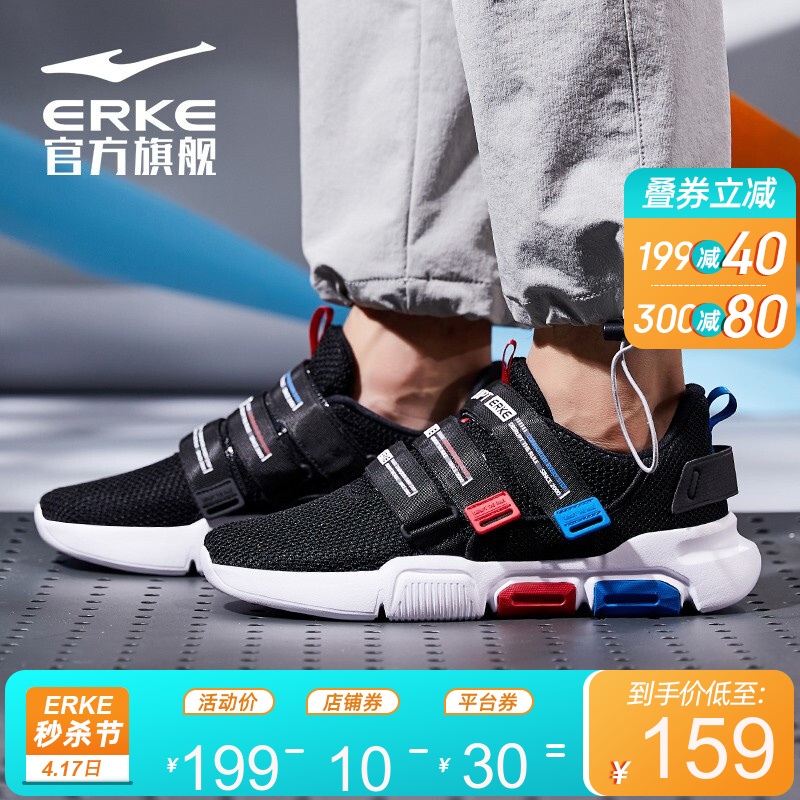 ERKE
官方旗舰
叠券立减
199减40
300减80
ERKE
ERKE
秒杀节
4.17日
活动价
¥199
-
店铺券
10
-
平台券
¥30
=
到手价低至:
¥159